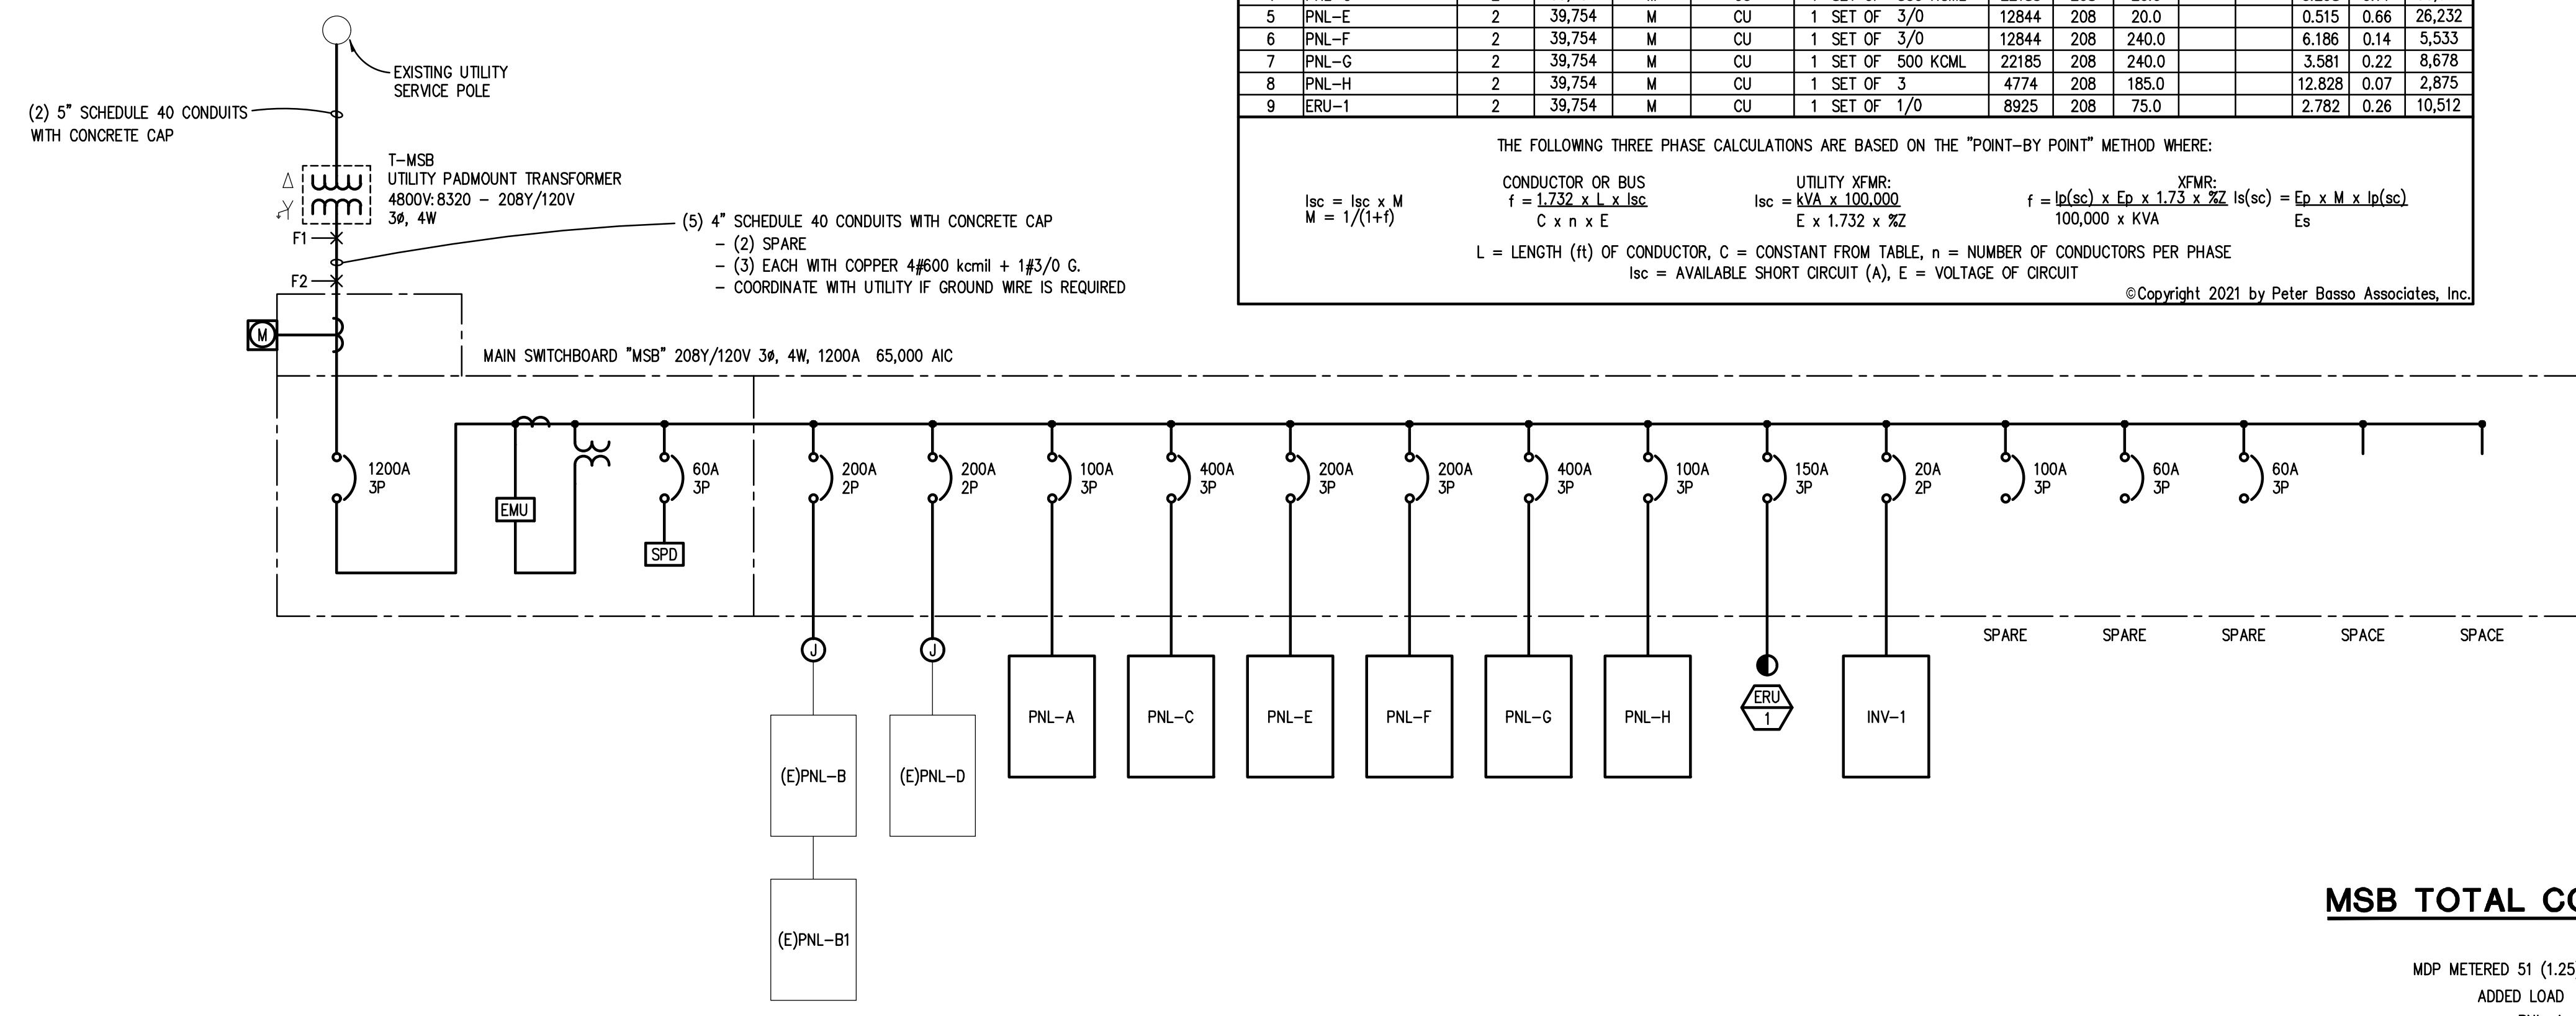 5 PNL-E 2 39,754 M CU 1 SET OF 3/0 12844 208 20.0 0.515 0.66 26,232
6 PNL-F 2 39,754 M CU 1 SET OF 3/0 12844 208 240.0 6.186 0.14 5,533
7 PNL-G 2 39,754 M CU 1 SET OF 500 KCML 22185 208 240.0 3.581 0.22 8,678
8 PNL-H 2 39,754 M CU 1 SET OF 3 4774 208 185.0 12.828 0.07 2,875
9 ERU-1 2 39,754 M CU 1 SET OF 1/0 8925 208 75.0 2.782 0.26 10,512
THE FOLLOWING THREE PHASE CALCULATIONS ARE BASED ON THE "POINT-BY POINT" METHOD WHERE:
CONDUCTOR OR BUS
UTILITY XFMR:
XFMR:
Isc = Isc x M
M = 1/(1+f)
f = 1.732 x L x Isc
C x n x E
Isc = kVA x 100,000
E x 1.732 x %Z
f = Ip(sc) x Ep x 1.73 x %Z Is(sc) = Ep x M x Ip(sc)
100,000 x KVA Es
L = LENGTH (ft) OF CONDUCTOR, C = CONSTANT FROM TABLE, n = NUMBER OF CONDUCTORS PER PHASE
Isc = AVAILABLE SHORT CIRCUIT (A), E = VOLTAGE OF CIRCUIT
©Copyright 2021 by Peter Basso Associates, Inc.
EXISTING UTILITY
SERVICE POLE
(2) 5" SCHEDULE 40 CONDUITS
WITH CONCRETE CAP
T-MSB
UTILITY PADMOUNT TRANSFORMER
4800V:8320 - 208Y/120V
3ø, 4W
F1
F2
(5) 4" SCHEDULE 40 CONDUITS WITH CONCRETE CAP
- (2) SPARE
- (3) EACH WITH COPPER 4#600 kcmil + 1#3/0 G.
- COORDINATE WITH UTILITY IF GROUND WIRE IS REQUIRED
M
MAIN SWITCHBOARD "MSB" 208Y/120V 3ø, 4W, 1200A 65,000 AIC
1200A
3P
EMU
60A
3P
SPD
200A
2P
200A
2P
100A
3P
400A
3P
200A
3P
200A
3P
400A
3P
100A
3P
150A
3P
20A
2P
100A
3P
60A
3P
60A
3P
SPARE
SPARE
SPARE
SPACE
SPACE
J
J
PNL-A
PNL-C
PNL-E
PNL-F
PNL-G
PNL-H
ERU
1
INV-1
(E)PNL-B
(E)PNL-D
(E)PNL-B1
MSB TOTAL CO
MDP METERED 51 (1.25
ADDED LOAD